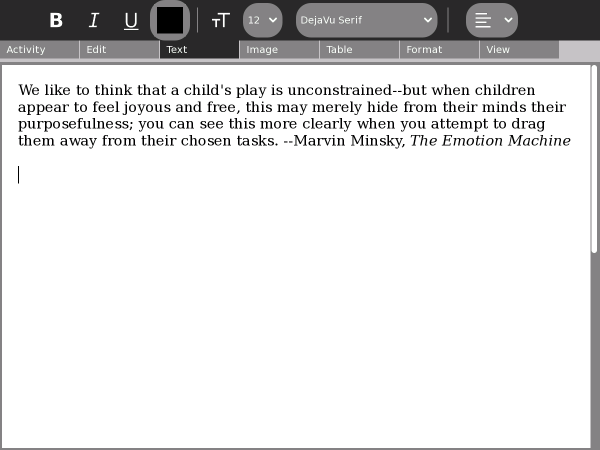 B I U TT 12 DejaVu Serif
Activity Edit Text Image Table Format View
We like to think that a child's play is unconstrained--but when children
appear to feel joyous and free, this may merely hide from their minds their
purposefulness; you can see this more clearly when you attempt to drag
them away from their chosen tasks. --Marvin Minsky, The Emotion Machine